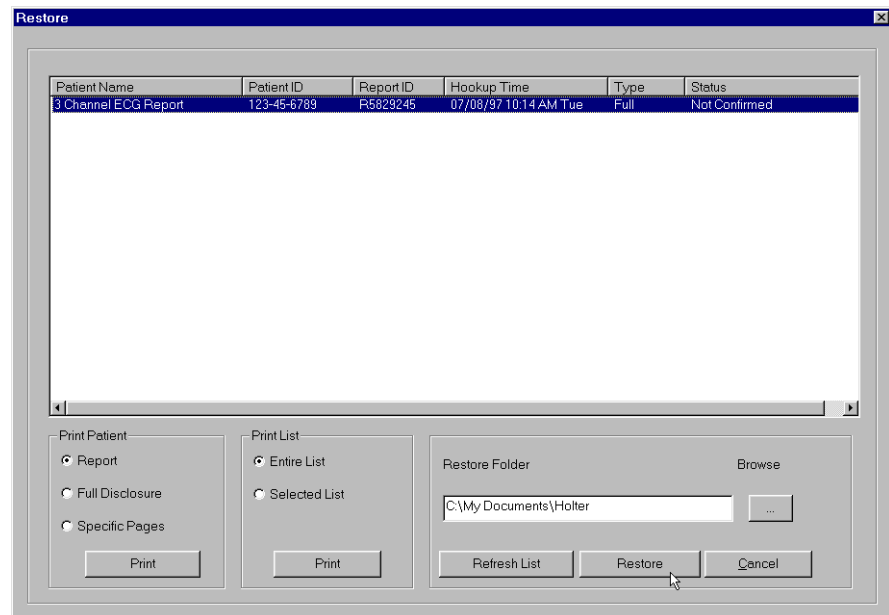 Restore
Patient Name Patient ID Report ID Hookup Time Type Status
3 Channel ECG Report 123-45-6789 R5829245 07/08/97 10:14 AM Tue Full Not Confirmed
Print Patient
Report
Full Disclosure
Specific Pages
Print
Print List
Entire List
Selected List
Print
Restore Folder Browse
C:\My Documents\Holter ...
Refresh List Restore Cancel